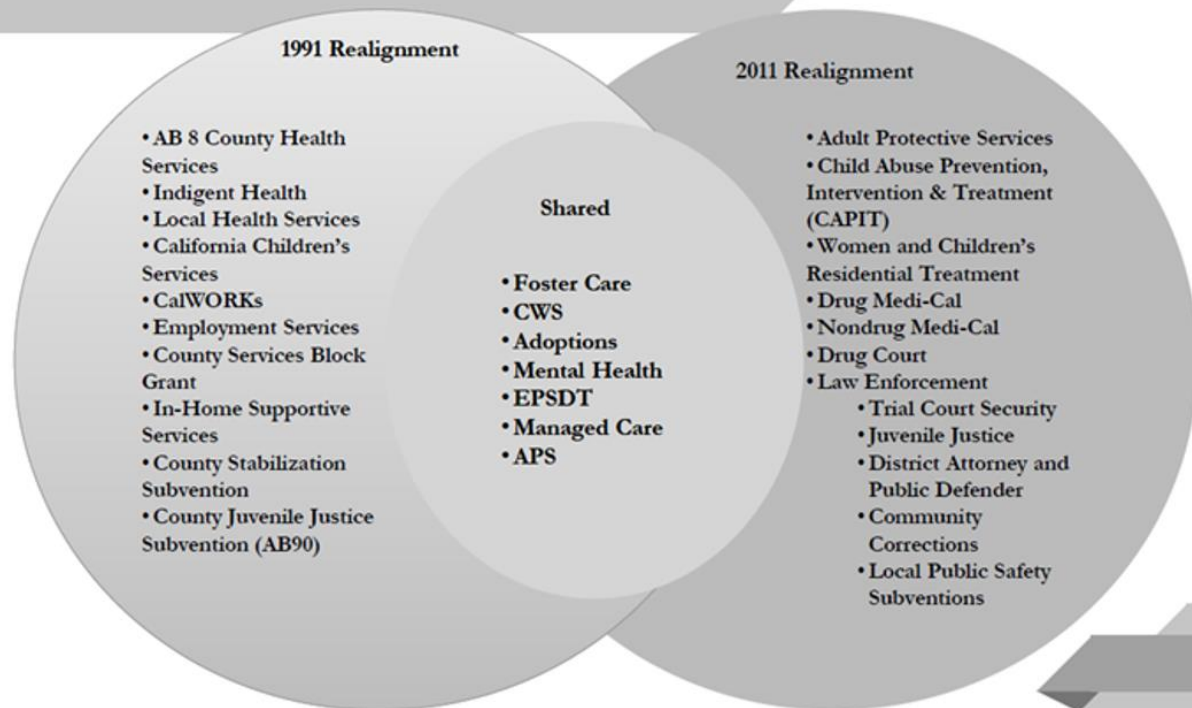 1991 Realignment
• AB 8 County Health
Services
• Indigent Health
• Local Health Services
• California Children’s
Services
• CalWORKs
• Employment Services
• County Services Block
Grant
• In-Home Supportive
Services
• County Stabilization
Subvention
• County Juvenile Justice
Subvention (AB90)
Shared
• Foster Care
• CWS
• Adoptions
• Mental Health
• EPSDT
• Managed Care
• APS
2011 Realignment
• Adult Protective Services
• Child Abuse Prevention,
Intervention & Treatment
(CAPIT)
• Women and Children’s
Residential Treatment
• Drug Medi-Cal
• Nondrug Medi-Cal
• Drug Court
• Law Enforcement
• Trial Court Security
• Juvenile Justice
• District Attorney and
Public Defender
• Community
Corrections
• Local Public Safety
Subventions